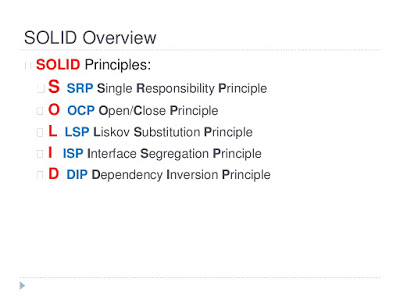 SOLID Overview
SOLID Principles:
S SRP Single Responsibility Principle
O OCP Open/Close Principle
L LSP Liskov Substitution Principle
I ISP Interface Segregation Principle
D DIP Dependency Inversion Principle